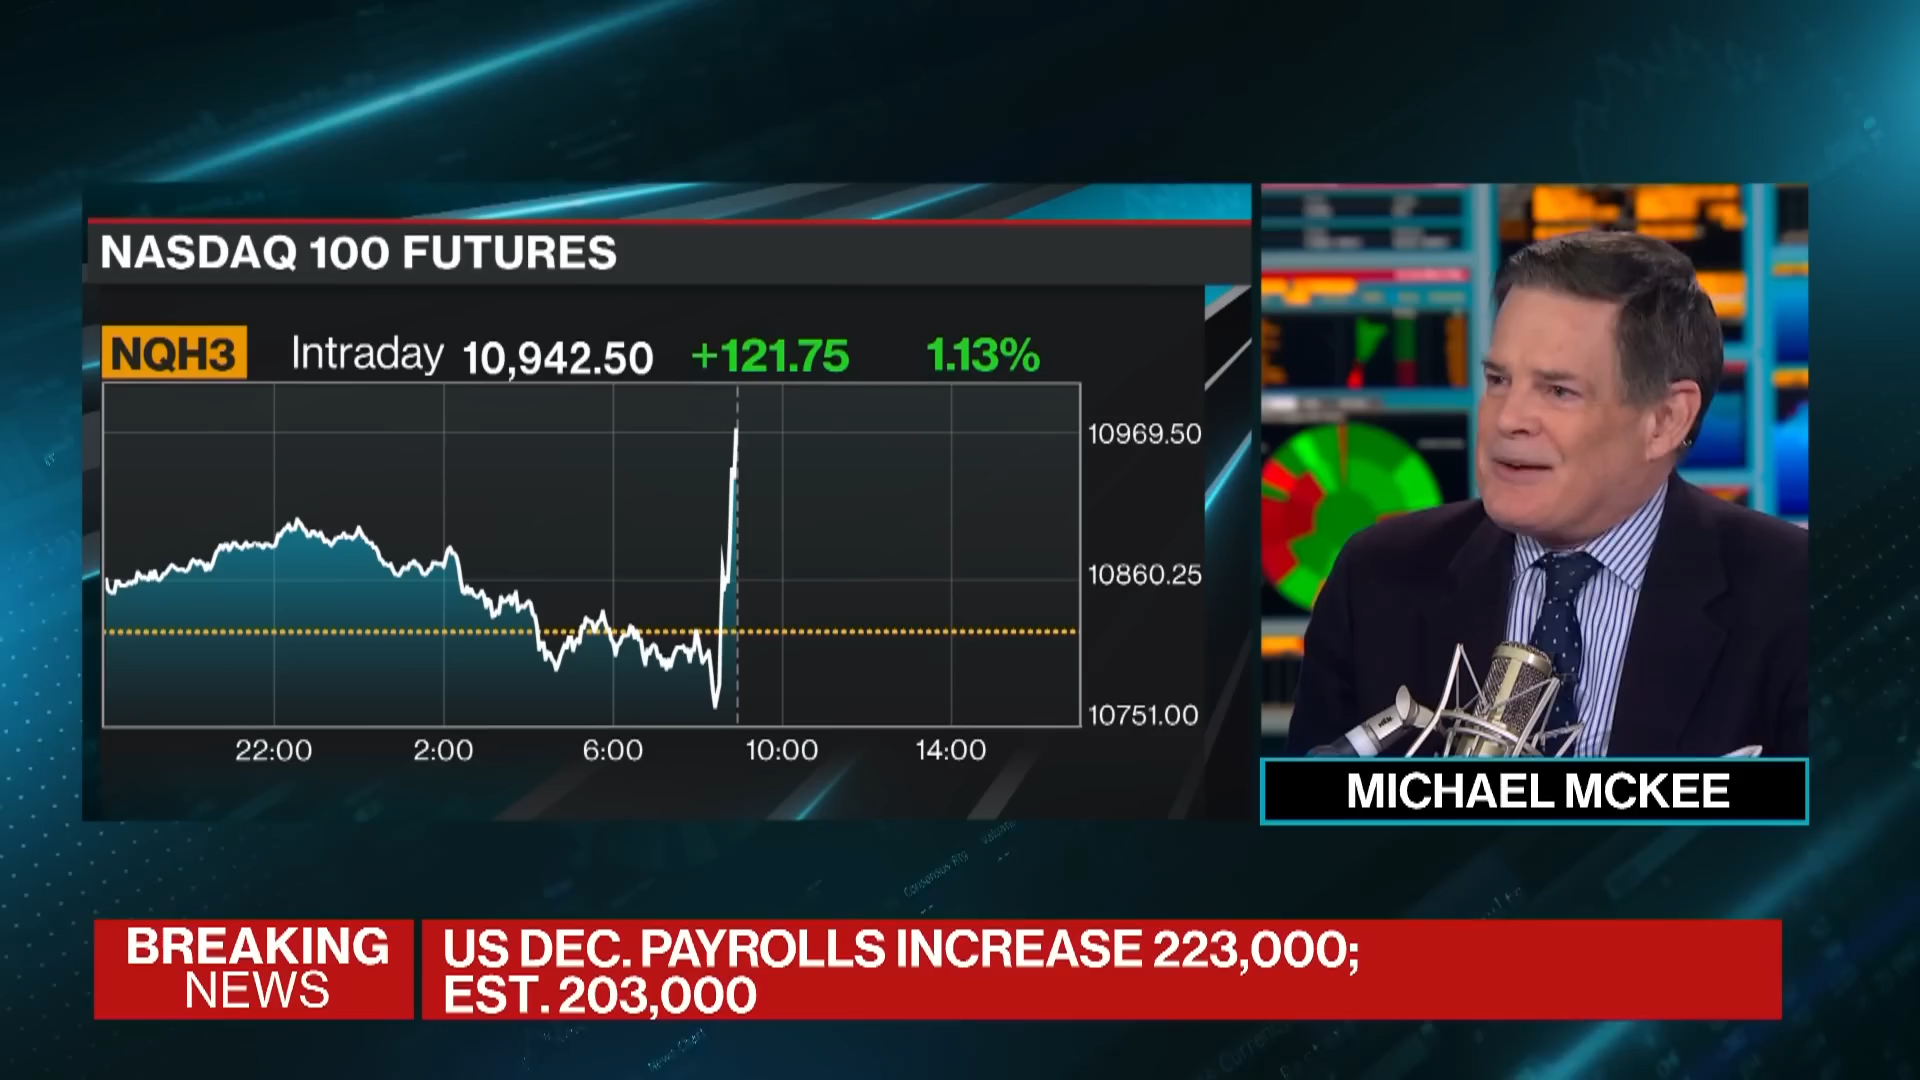 NASDAQ 100 FUTURES
NQH3 Intraday 10,942.50 +121.75 1.13%
10969.50
10860.25
10751.00
22:00 2:00 6:00 10:00 14:00
MICHAEL MCKEE
BREAKING
NEWS
US DEC. PAYROLLS INCREASE 223,000;
EST. 203,000